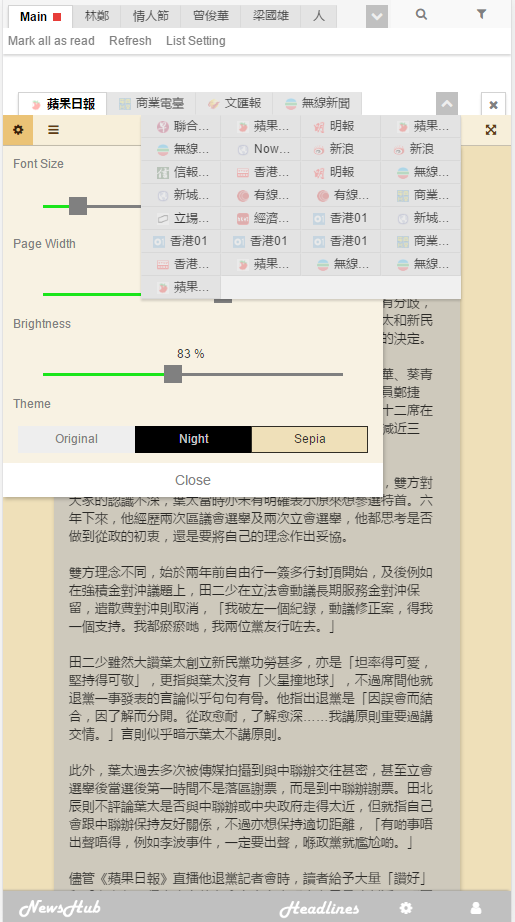 Main 林鄭 情人節 曾俊華 梁國雄 人
Mark all as read Refresh List Setting
蘋果日報 商業電臺 文匯報 無線新聞
聯合... 蘋果... 明報 蘋果...
無線... Now... 新浪 新浪
信報... 香港... 明報 無線...
新城... 有線... 有線... 商業...
立場... 經濟... 香港01 新城...
香港01 香港01 香港01 商業...
香港... 蘋果... 無線... 無線...
蘋果...
Font Size
Page Width
Brightness
83 %
Theme
Original Night Sepia
Close
有分歧，
太和新民
的決定。
華、葵青
員鄭捷
十二席在
減近三
，雙方對
大家的認識不深，葉太當時亦未有明確表示原來想參選特首。六
年下來，他經歷兩次區議會選舉及兩次立會選舉，他都思考是否
做到從政的初衷，還是要將自己的理念作出妥協。
雙方理念不同，始於兩年前自由行一簽多行封頂開始，及後例如
在強積金對沖議題上，田二少在立法會動議長期服務金對沖保
留，遣散費對沖則取消，「我破左一個紀錄，動議修正案，得我
一個支持。我都瘀瘀哋，我兩位黨友行咗去。」
田二少雖然大讚葉太創立新民黨功勞甚多，亦是「坦率得可愛，
堅持得可敬」，更指與葉太沒有「火星撞地球」，不過席間他就
退黨一事發表的言論似乎句句有骨。他指出退黨是「因誤會而結
合，因了解而分開。從政愈耐，了解愈深……我講原則重要過講
交情。」言則似乎暗示葉太不講原則。
此外，葉太過去多次被傳媒拍攝到與中聯辦交往甚密，甚至立會
選舉後當選後第一時間不是落區謝票，而是到中聯辦謝票。田北
辰則不評論葉太是否與中聯辦或中央政府走得太近，但就指自己
會跟中聯辦保持友好關係，不過亦想保持適切距離，「有啲事唔
出聲唔得，例如李波事件，一定要出聲，喺政黨就尷尬啲。」
儘管《蘋果日報》直播他退黨記者會時，讀者給予大量「讚好」
NewsHub Headlines